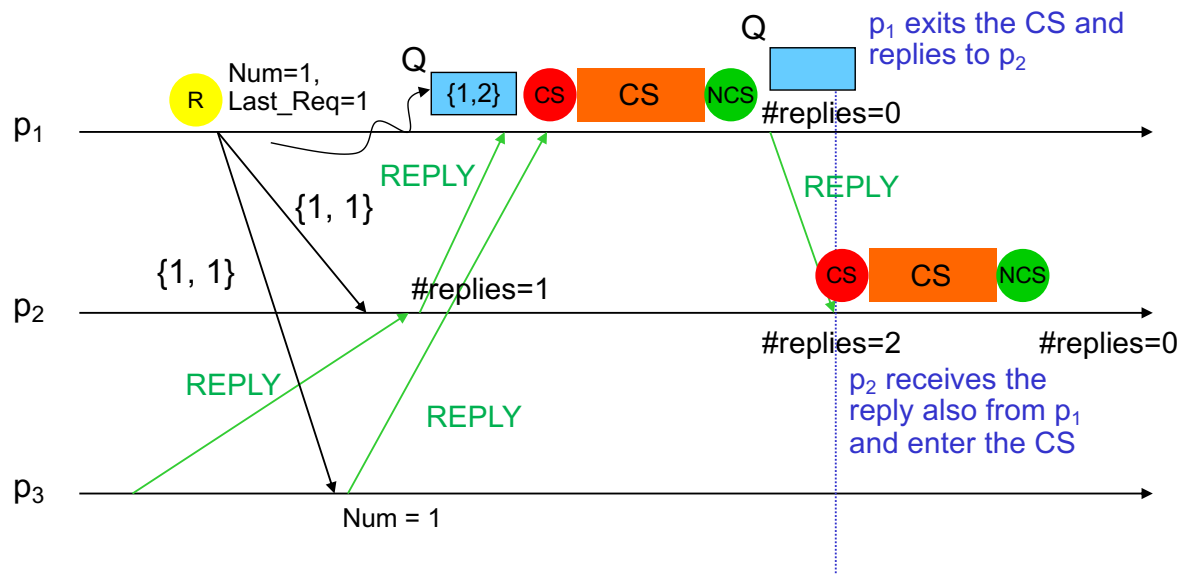 Q
p₁ exits the CS and
replies to p₂
Q
R
Num=1,
Last_Req=1
{1,2}
CS
CS
NCS
#replies=0
p₁
REPLY
REPLY
{1, 1}
{1, 1}
CS
CS
NCS
#replies=1
p₂
#replies=2
#replies=0
REPLY
REPLY
p₂ receives the
reply also from p₁
and enter the CS
p₃
Num = 1